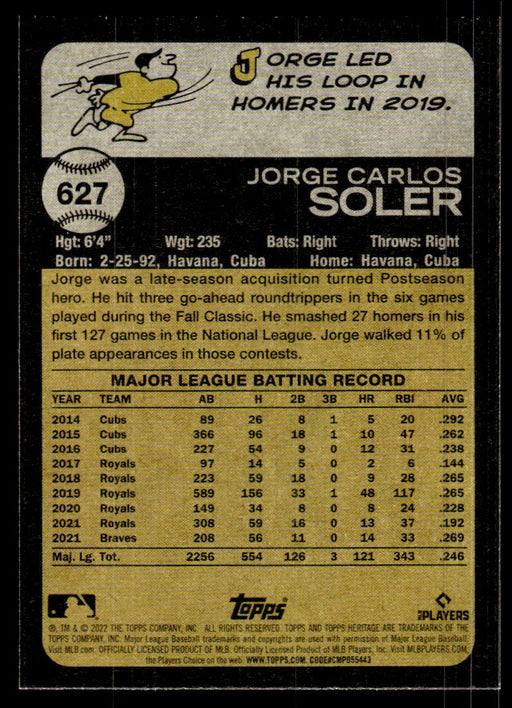 JORGE LED
HIS LOOP IN
HOMERS IN 2019.
627
JORGE CARLOS
SOLER
Hgt: 6'4" Wgt: 235 Bats: Right Throws: Right
Born: 2-25-92, Havana, Cuba Home: Havana, Cuba
Jorge was a late-season acquisition turned Postseason
hero. He hit three go-ahead roundtrippers in the six games
played during the Fall Classic. He smashed 27 homers in his
first 127 games in the National League. Jorge walked 11% of
plate appearances in those contests.
MAJOR LEAGUE BATTING RECORD
YEAR TEAM AB H 2B 3B HR RBI AVG
2014 Cubs 89 26 8 1 5 20 .292
2015 Cubs 366 96 18 1 10 47 .262
2016 Cubs 227 54 9 0 12 31 .238
2017 Royals 97 14 5 0 2 6 .144
2018 Royals 223 59 18 0 9 28 .265
2019 Royals 589 156 33 1 48 117 .265
2020 Royals 149 34 8 0 8 24 .228
2021 Royals 308 59 16 0 13 37 .192
2021 Braves 208 56 11 0 14 33 .269
Maj. Lg. Tot. 2256 554 126 3 121 343 .246
Topps
MLB PLAYERS
®, TM & © 2022 THE TOPPS COMPANY, INC. ALL RIGHTS RESERVED. TOPPS AND TOPPS HERITAGE ARE TRADEMARKS OF THE
TOPPS COMPANY, INC. Major League Baseball trademarks and copyrights are used with permission of Major League Baseball.
Visit MLB.com. OFFICIALLY LICENSED PRODUCT OF MLB. Officially Licensed Product of MLB Players, Inc. Visit MLBPLAYERS.COM,
the Players Choice on the web. WWW.TOPPS.COM. CODE#CMP055443